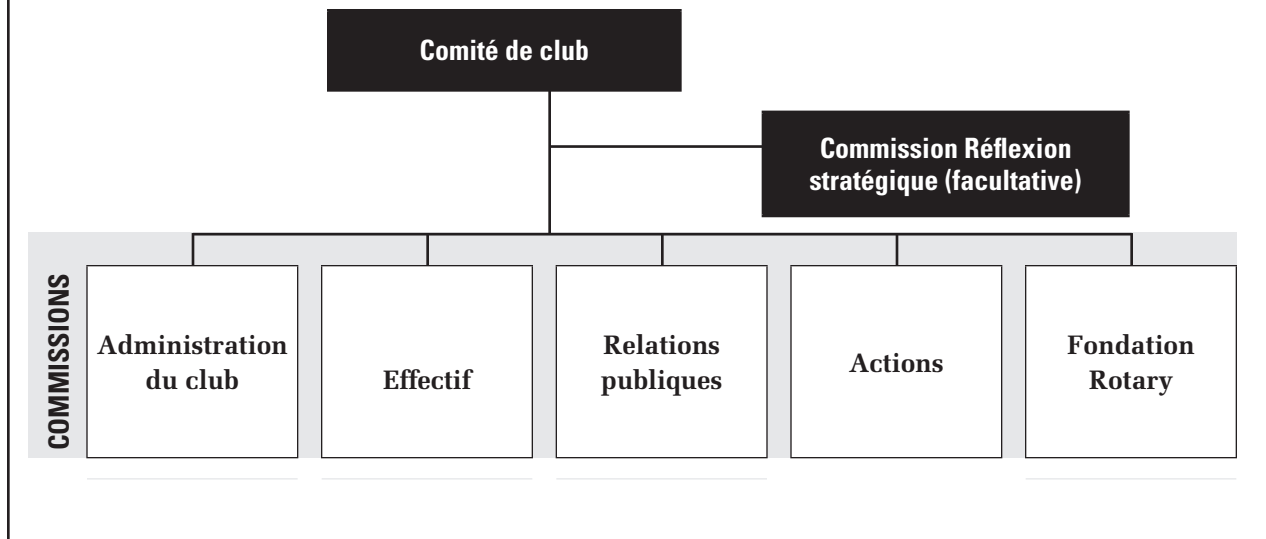 Comité de club
Commission Réflexion
stratégique (facultative)
COMMISSIONS
Administration
du club
Effectif
Relations
publiques
Actions
Fondation
Rotary